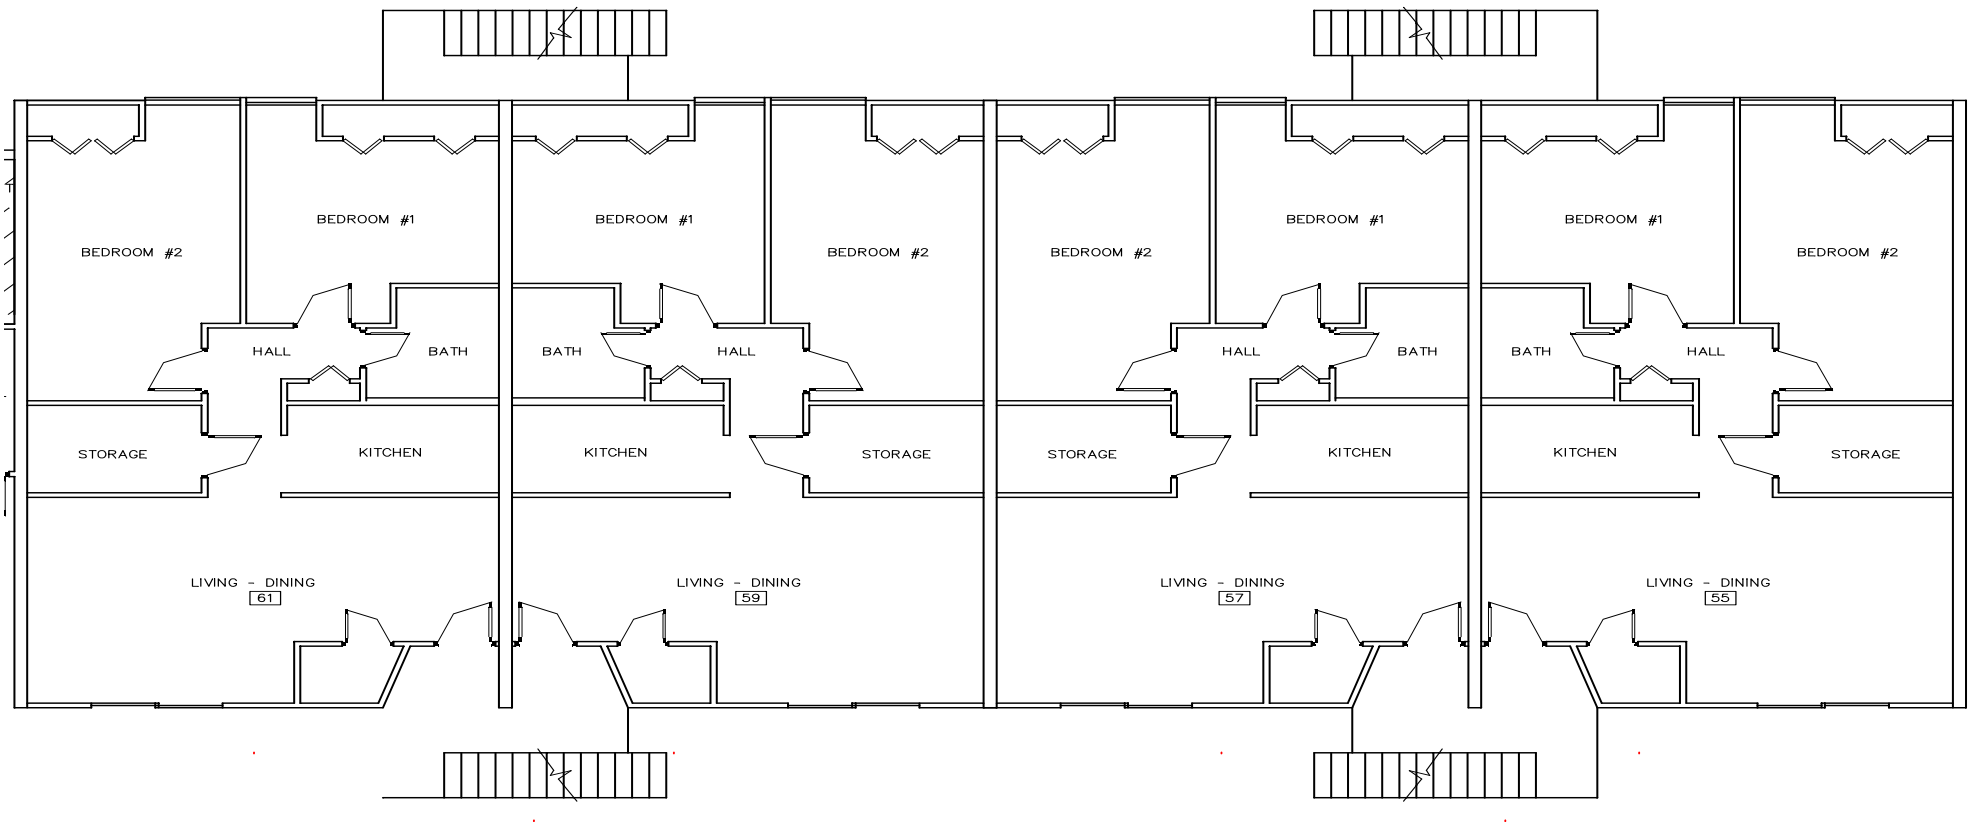 BEDROOM #1
BEDROOM #1
BEDROOM #1
BEDROOM #1
BEDROOM #2
BEDROOM #2
BEDROOM #2
BEDROOM #2
HALL
BATH
BATH
HALL
HALL
BATH
BATH
HALL
STORAGE
KITCHEN
KITCHEN
STORAGE
STORAGE
KITCHEN
KITCHEN
STORAGE
LIVING - DINING
61
LIVING - DINING
59
LIVING - DINING
57
LIVING - DINING
55